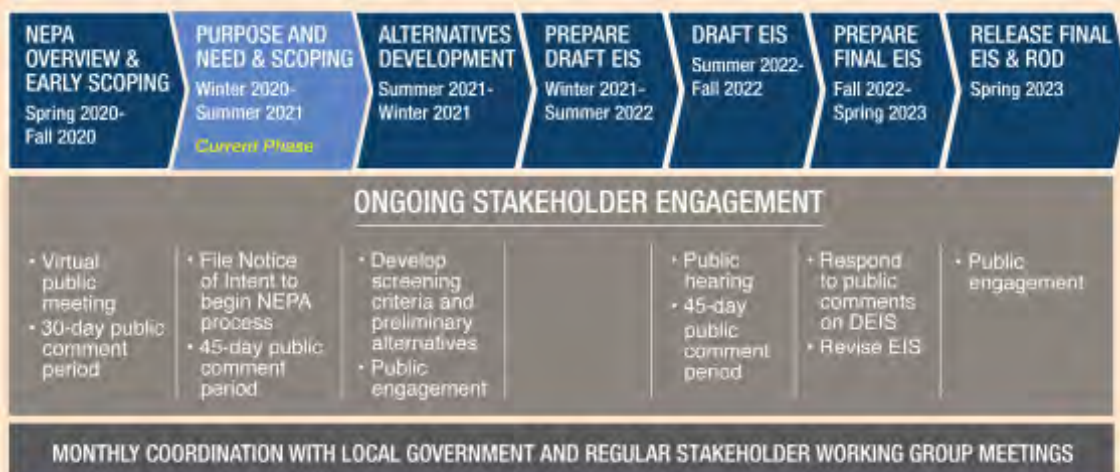 NEPA
OVERVIEW &
EARLY SCOPING
Spring 2020-
Fall 2020
PURPOSE AND
NEED & SCOPING
Winter 2020-
Summer 2021
Current Phase
ALTERNATIVES
DEVELOPMENT
Summer 2021-
Winter 2021
PREPARE
DRAFT EIS
Winter 2021-
Summer 2022
DRAFT EIS
Summer 2022-
Fall 2022
PREPARE
FINAL EIS
Fall 2022-
Spring 2023
RELEASE FINAL
EIS & ROD
Spring 2023
ONGOING STAKEHOLDER ENGAGEMENT
• Virtual
public
meeting
• 30-day public
comment
period
• File Notice
of Intent to
begin NEPA
process
• 45-day public
comment
period
• Develop
screening
criteria and
preliminary
alternatives
• Public
engagement
• Public
hearing
• 45-day
public
comment
period
• Respond
to public
comments
on DEIS
• Revise EIS
• Public
engagement
MONTHLY COORDINATION WITH LOCAL GOVERNMENT AND REGULAR STAKEHOLDER WORKING GROUP MEETINGS